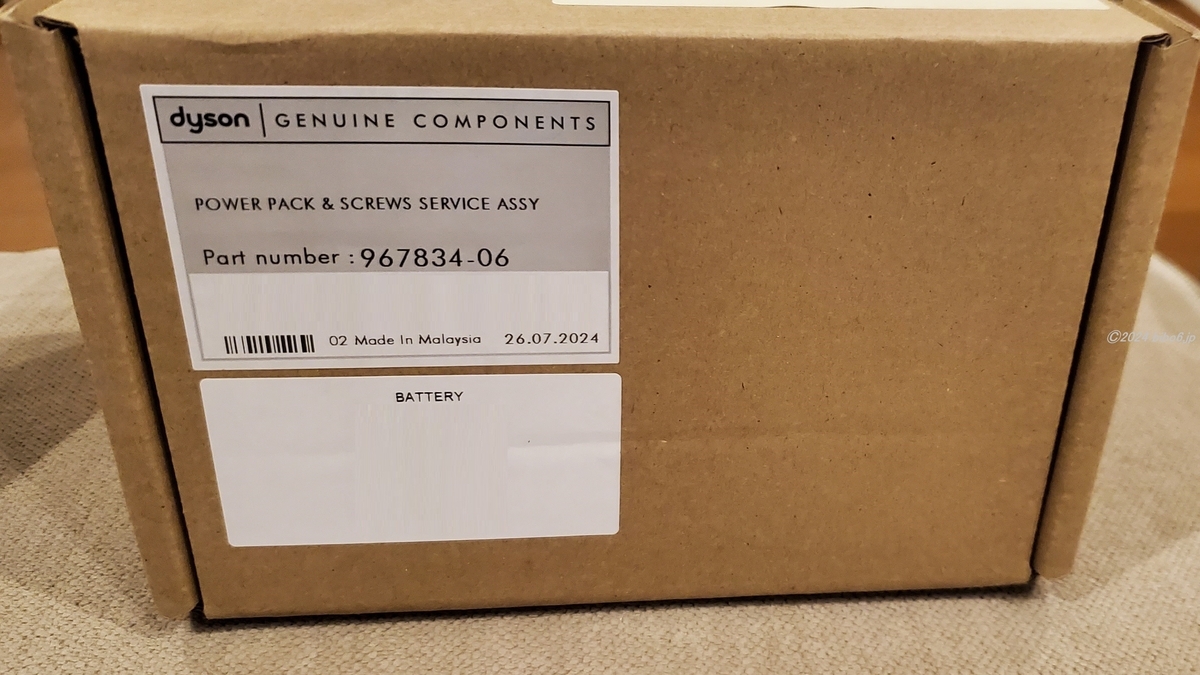 dyson | GENUINE COMPONENTS
POWER PACK & SCREWS SERVICE ASSY
Part number : 967834-06
02 Made In Malaysia 26.07.2024
BATTERY